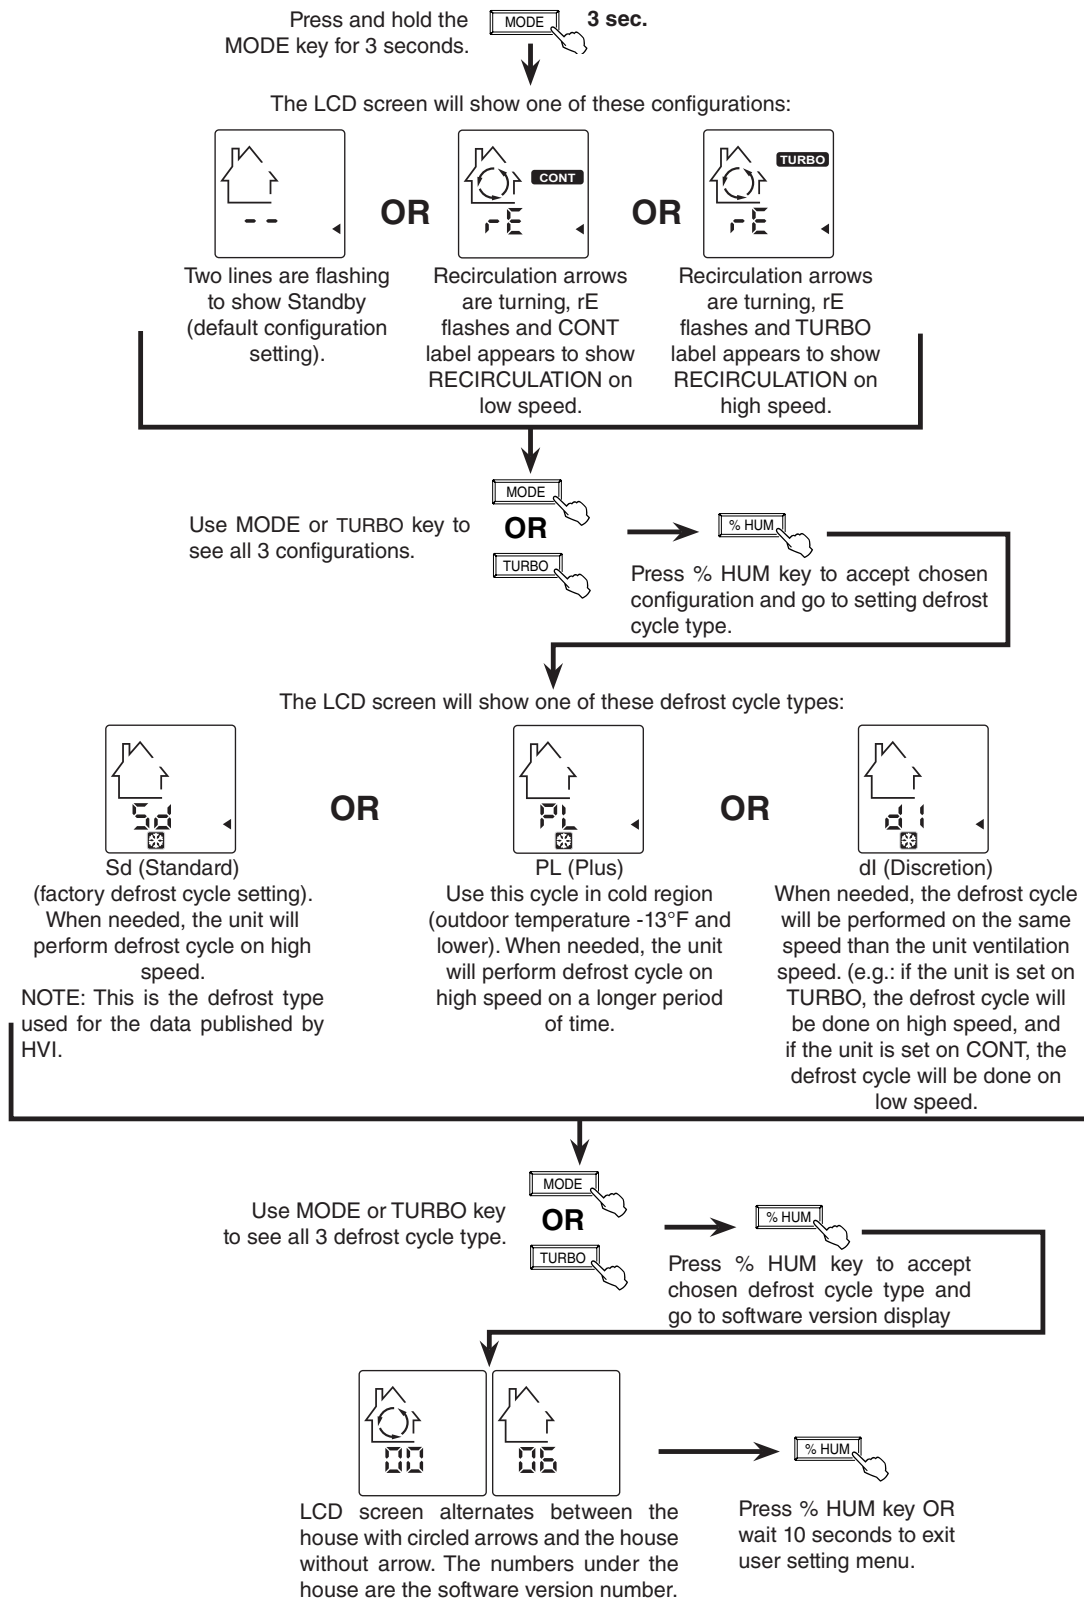 Press and hold the
MODE key for 3 seconds.
MODE
3 sec.
The LCD screen will show one of these configurations:
- -
OR
CONT
rE
OR
TURBO
rE
Two lines are flashing
to show Standby
(default configuration
setting).
Recirculation arrows
are turning, rE
flashes and CONT
label appears to show
RECIRCULATION on
low speed.
Recirculation arrows
are turning, rE
flashes and TURBO
label appears to show
RECIRCULATION on
high speed.
Use MODE or TURBO key to
see all 3 configurations.
MODE
OR
TURBO
% HUM
Press % HUM key to accept chosen
configuration and go to setting defrost
cycle type.
The LCD screen will show one of these defrost cycle types:
Sd
OR
PL
OR
dI
Sd (Standard)
(factory defrost cycle setting).
When needed, the unit will
perform defrost cycle on high
speed.
NOTE: This is the defrost type
used for the data published by
HVI.
PL (Plus)
Use this cycle in cold region
(outdoor temperature -13°F and
lower). When needed, the unit
will perform defrost cycle on
high speed on a longer period
of time.
dI (Discretion)
When needed, the defrost cycle
will be performed on the same
speed than the unit ventilation
speed. (e.g.: if the unit is set on
TURBO, the defrost cycle will
be done on high speed, and
if the unit is set on CONT, the
defrost cycle will be done on
low speed.
Use MODE or TURBO key
to see all 3 defrost cycle type.
MODE
OR
TURBO
% HUM
Press % HUM key to accept
chosen defrost cycle type and
go to software version display
00
06
% HUM
LCD screen alternates between the
house with circled arrows and the house
without arrow. The numbers under the
house are the software version number.
Press % HUM key OR
wait 10 seconds to exit
user setting menu.